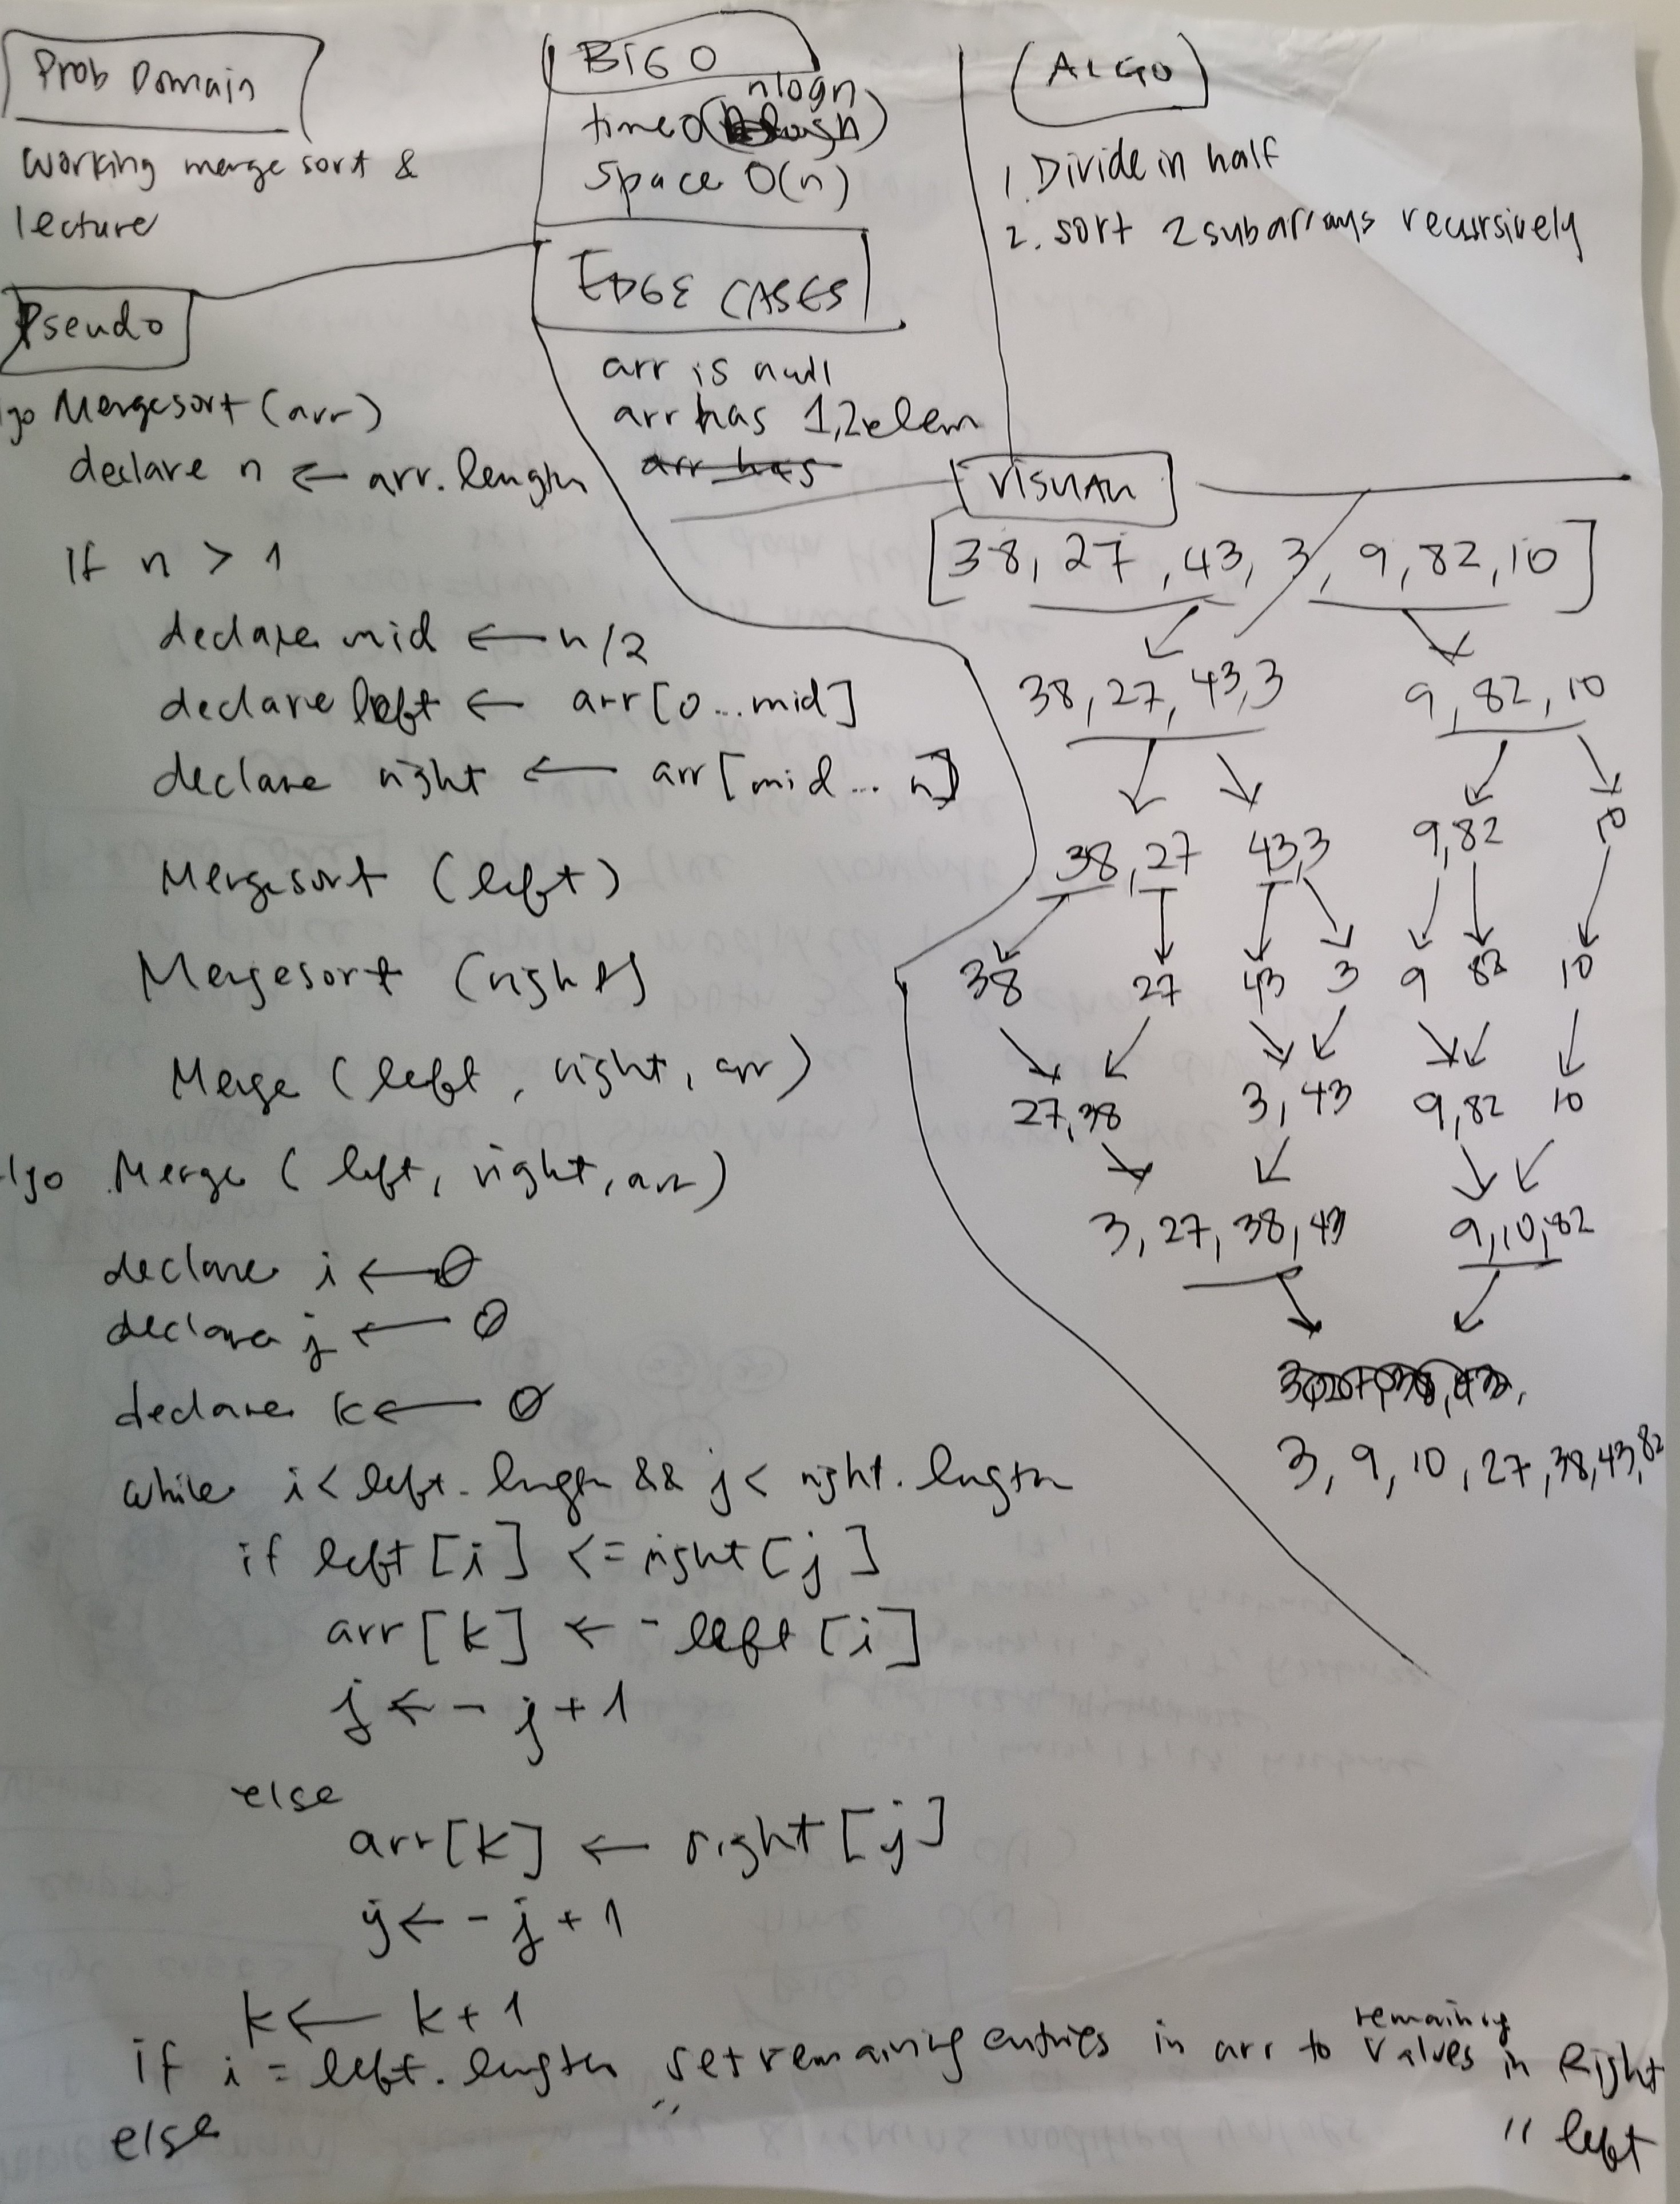 Prob Domain
Working merge sort &
lecture
BIG O
nlogn
time O(
space O(n)
EDGE CASES
arr is null
arr has 1,2elem
arr has
ALGO
1. Divide in half
2. sort 2 subarrays recursively
Pseudo
lgo Mergesort (arr)
declare n ← arr.length
if n > 1
declare mid ← n/2
declare left ← arr[0...mid]
declare right ← arr[mid...n]
Mergesort (left)
Mergesort (right)
Merge (left, right, arr)
lgo Merge (left, right, arr)
declare i ← 0
declare j ← 0
declare k ← 0
while i < left.length && j < right.length
if left[i] <= right[j]
arr[k] ← - left[i]
j ← - j + 1
else
arr[k] ← right[j]
j ← - j + 1
k ← k + 1
if i = left.length set remaining entries in arr to remaining values in Right
else " " left
VISUAL
[38, 27, 43, 3, 9, 82, 10]
38, 27, 43, 3 9, 82, 10
38, 27 43,3 9,82 10
38 27 43 3 9 82 10
27,38 3,43 9,82 10
3, 27, 38, 43 9,10,82
3, 27, 38, 43,
3, 9, 10, 27, 38, 43, 82